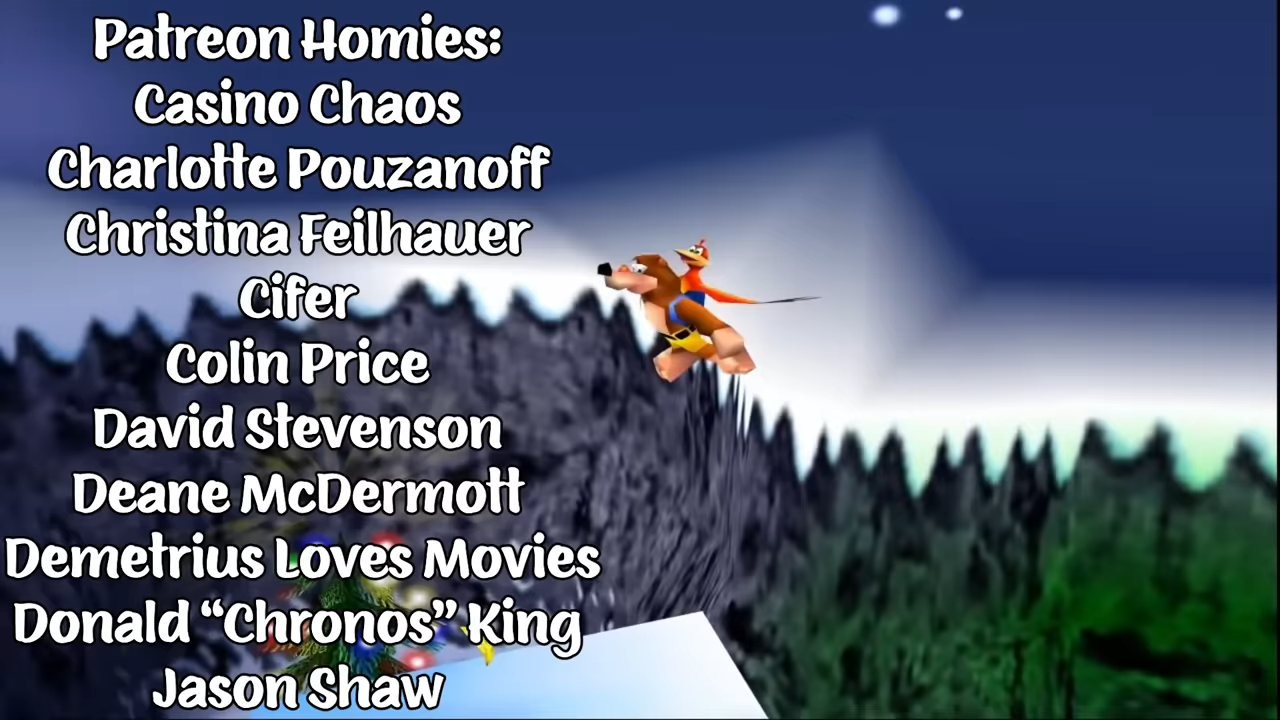 Patreon Homies:
Casino Chaos
Charlotte Pouzanoff
Christina Feilhauer
Cifer
Colin Price
David Stevenson
Deane McDermott
Demetrius Loves Movies
Donald “Chronos” King
Jason Shaw